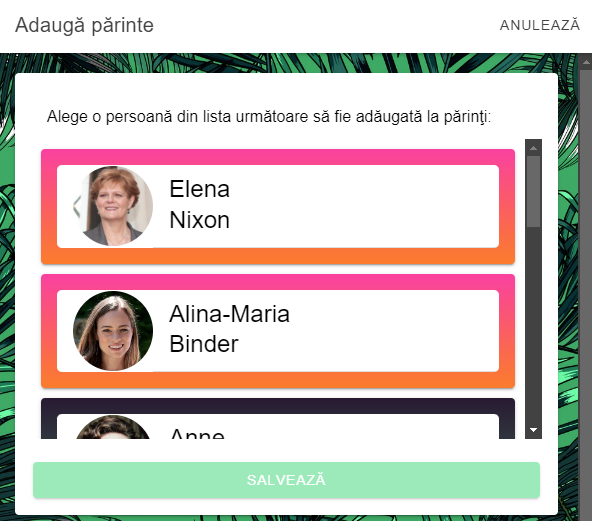 Adaugă părinte
ANULEAZĂ
Alege o persoană din lista următoare să fie adăugată la părinți:
Elena
Nixon
Alina-Maria
Binder
Anne
SALVEAZĂ